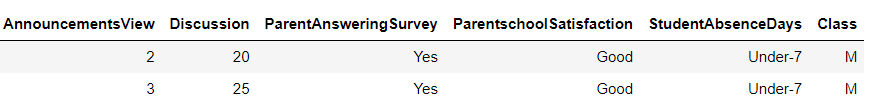 AnnouncementsView Discussion ParentAnsweringSurvey ParentschoolSatisfaction StudentAbsenceDays Class
2 20 Yes Good Under-7 M
3 25 Yes Good Under-7 M